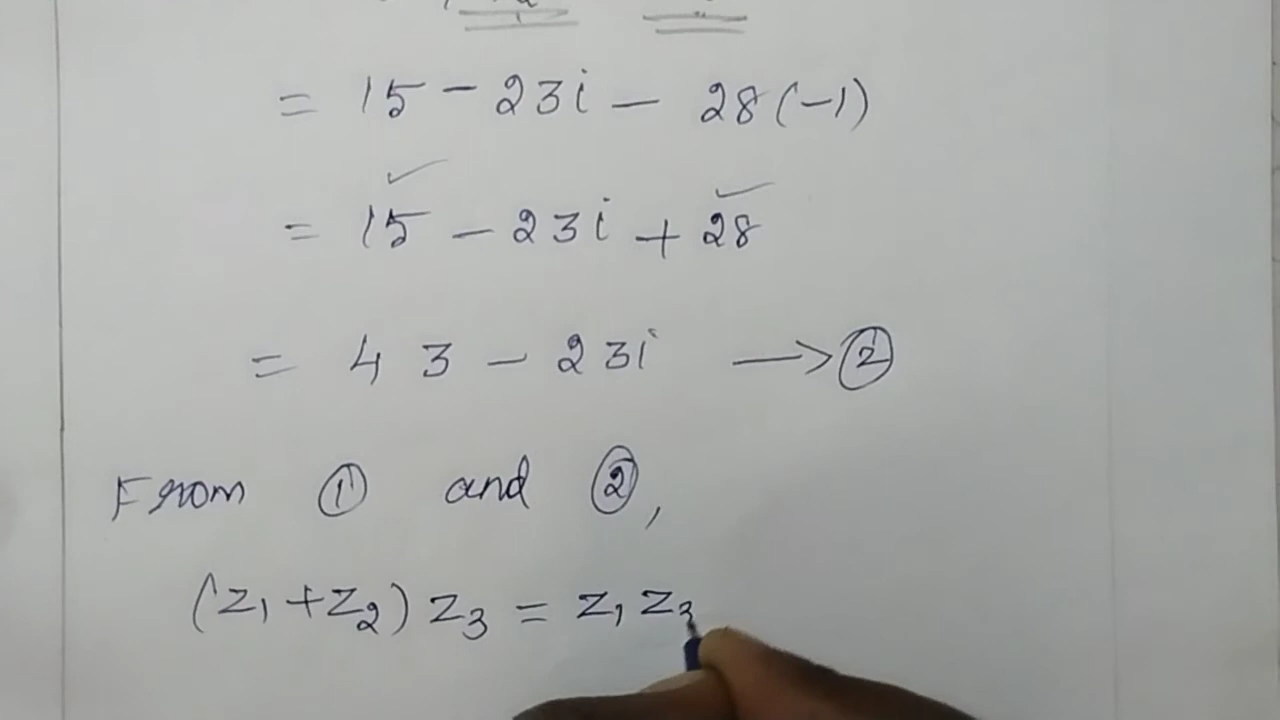 = 15 - 23i - 28(-1)
= 15 - 23i + 28
= 43 - 23i → ②
From ① and ②,
(z₁ + z₂) z₃ = z₁ z₃